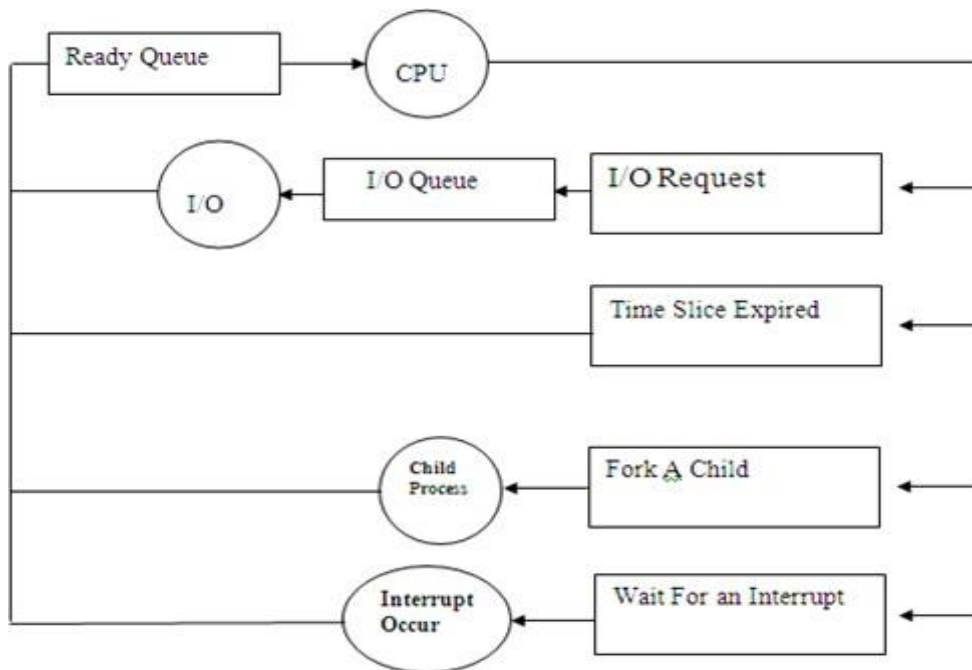 Ready Queue
CPU
I/O
I/O Queue
I/O Request
Time Slice Expired
Child
Process
Fork A Child
Interrupt
Occur
Wait For an Interrupt